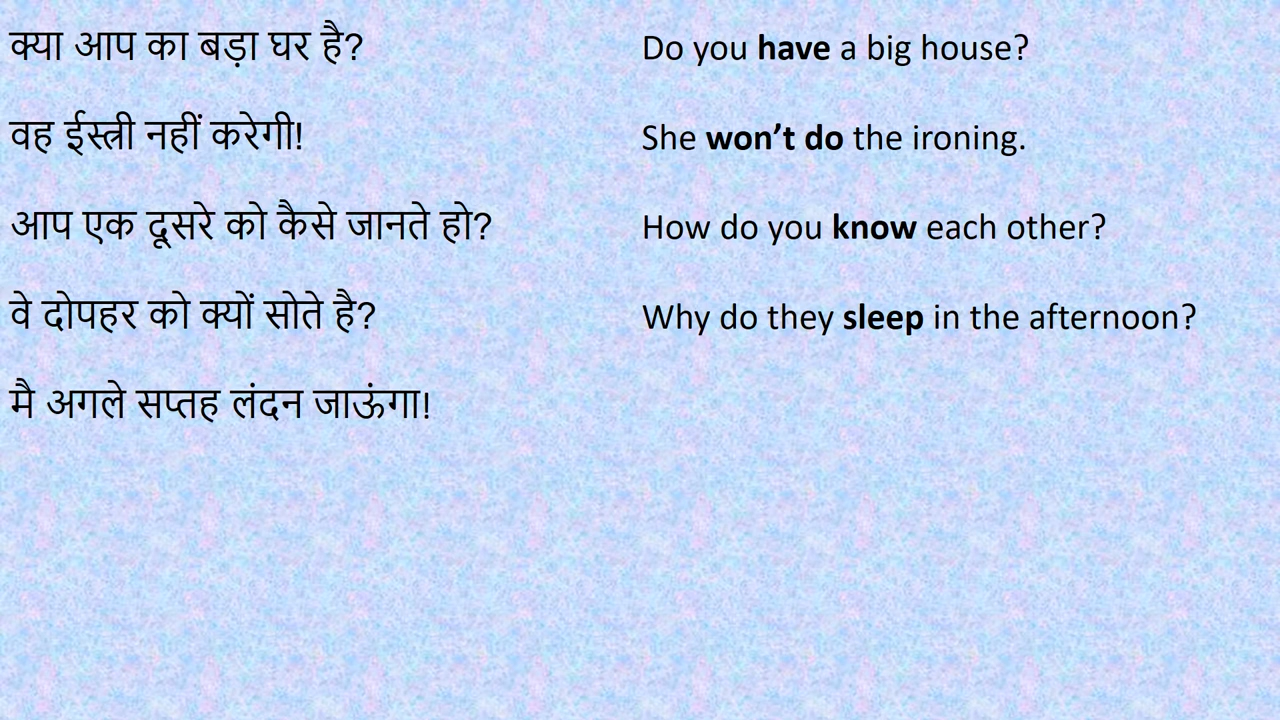 क्या आप का बड़ा घर है? Do you have a big house?
वह ईस्त्री नहीं करेगी! She won’t do the ironing.
आप एक दूसरे को कैसे जानते हो? How do you know each other?
वे दोपहर को क्यों सोते है? Why do they sleep in the afternoon?
मै अगले सप्तह लंदन जाऊंगा!